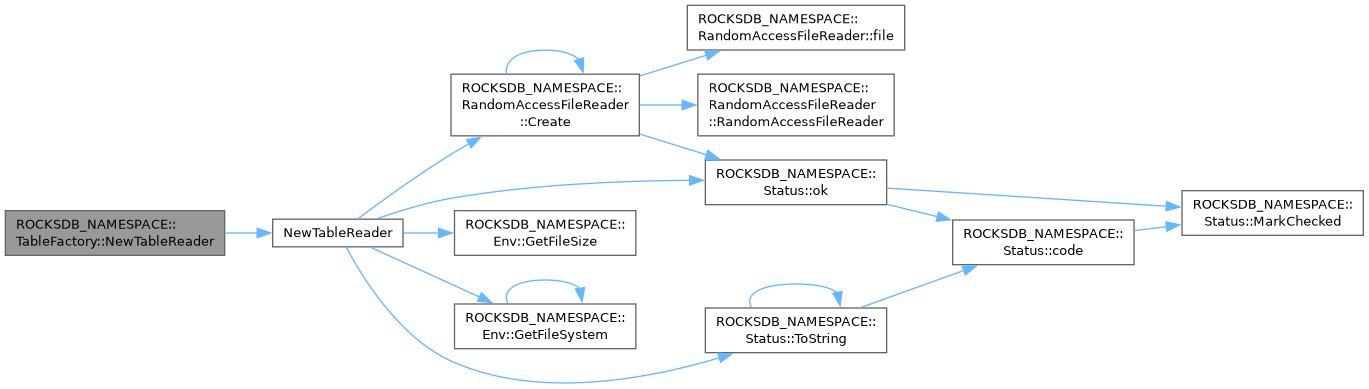 ROCKSDB_NAMESPACE::
TableFactory::NewTableReader
NewTableReader
ROCKSDB_NAMESPACE::
RandomAccessFileReader
::Create
ROCKSDB_NAMESPACE::
RandomAccessFileReader::file
ROCKSDB_NAMESPACE::
RandomAccessFileReader
::RandomAccessFileReader
ROCKSDB_NAMESPACE::
Status::ok
ROCKSDB_NAMESPACE::
Env::GetFileSize
ROCKSDB_NAMESPACE::
Env::GetFileSystem
ROCKSDB_NAMESPACE::
Status::ToString
ROCKSDB_NAMESPACE::
Status::code
ROCKSDB_NAMESPACE::
Status::MarkChecked